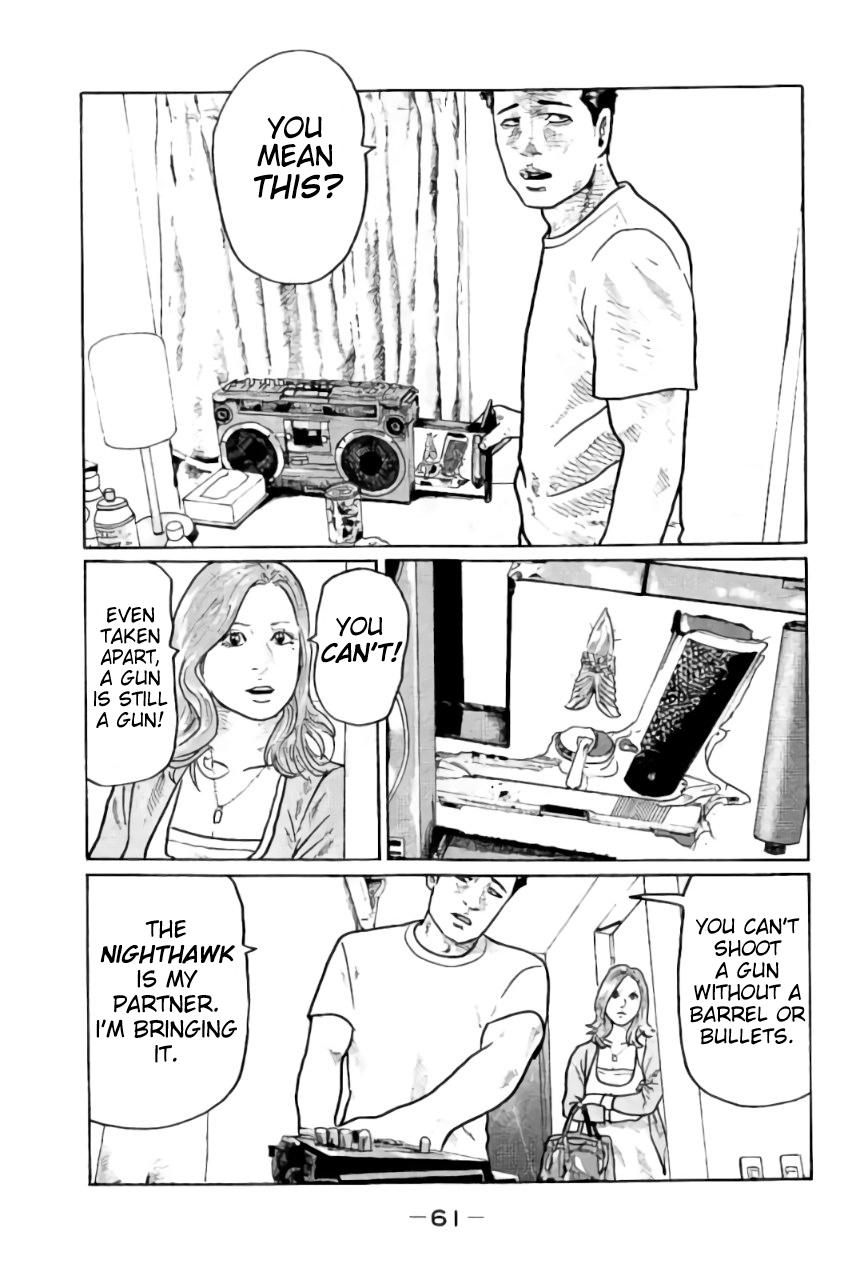 YOU
MEAN
THIS?
YOU
CAN'T!
EVEN
TAKEN
APART,
A GUN
IS STILL
A GUN!
YOU CAN'T
SHOOT
A GUN
WITHOUT A
BARREL OR
BULLETS.
THE
NIGHTHAWK
IS MY
PARTNER.
I'M BRINGING
IT.
—61—